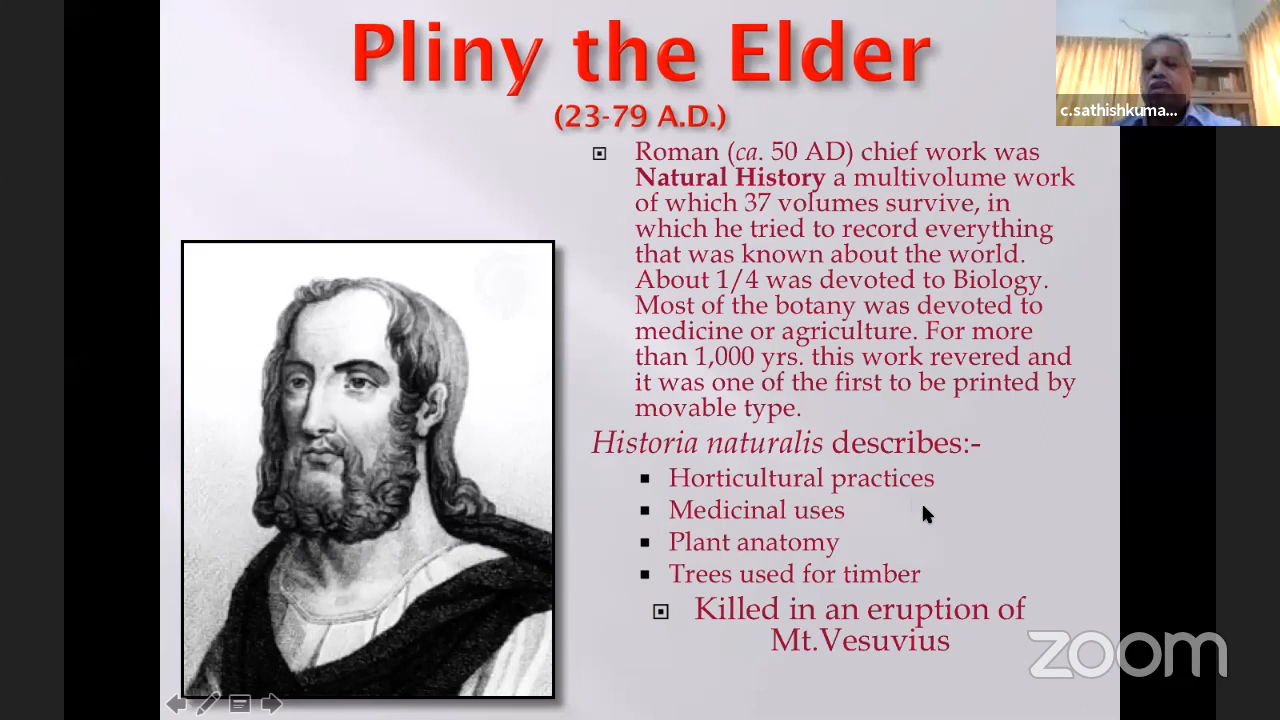 Pliny the Elder
(23-79 A.D.)
c.sathishkuma...
Roman (ca. 50 AD) chief work was
Natural History a multivolume work
of which 37 volumes survive, in
which he tried to record everything
that was known about the world.
About 1/4 was devoted to Biology.
Most of the botany was devoted to
medicine or agriculture. For more
than 1,000 yrs. this work revered and
it was one of the first to be printed by
movable type.
Historia naturalis describes:-
Horticultural practices
Medicinal uses
Plant anatomy
Trees used for timber
Killed in an eruption of
Mt.Vesuvius
zoom